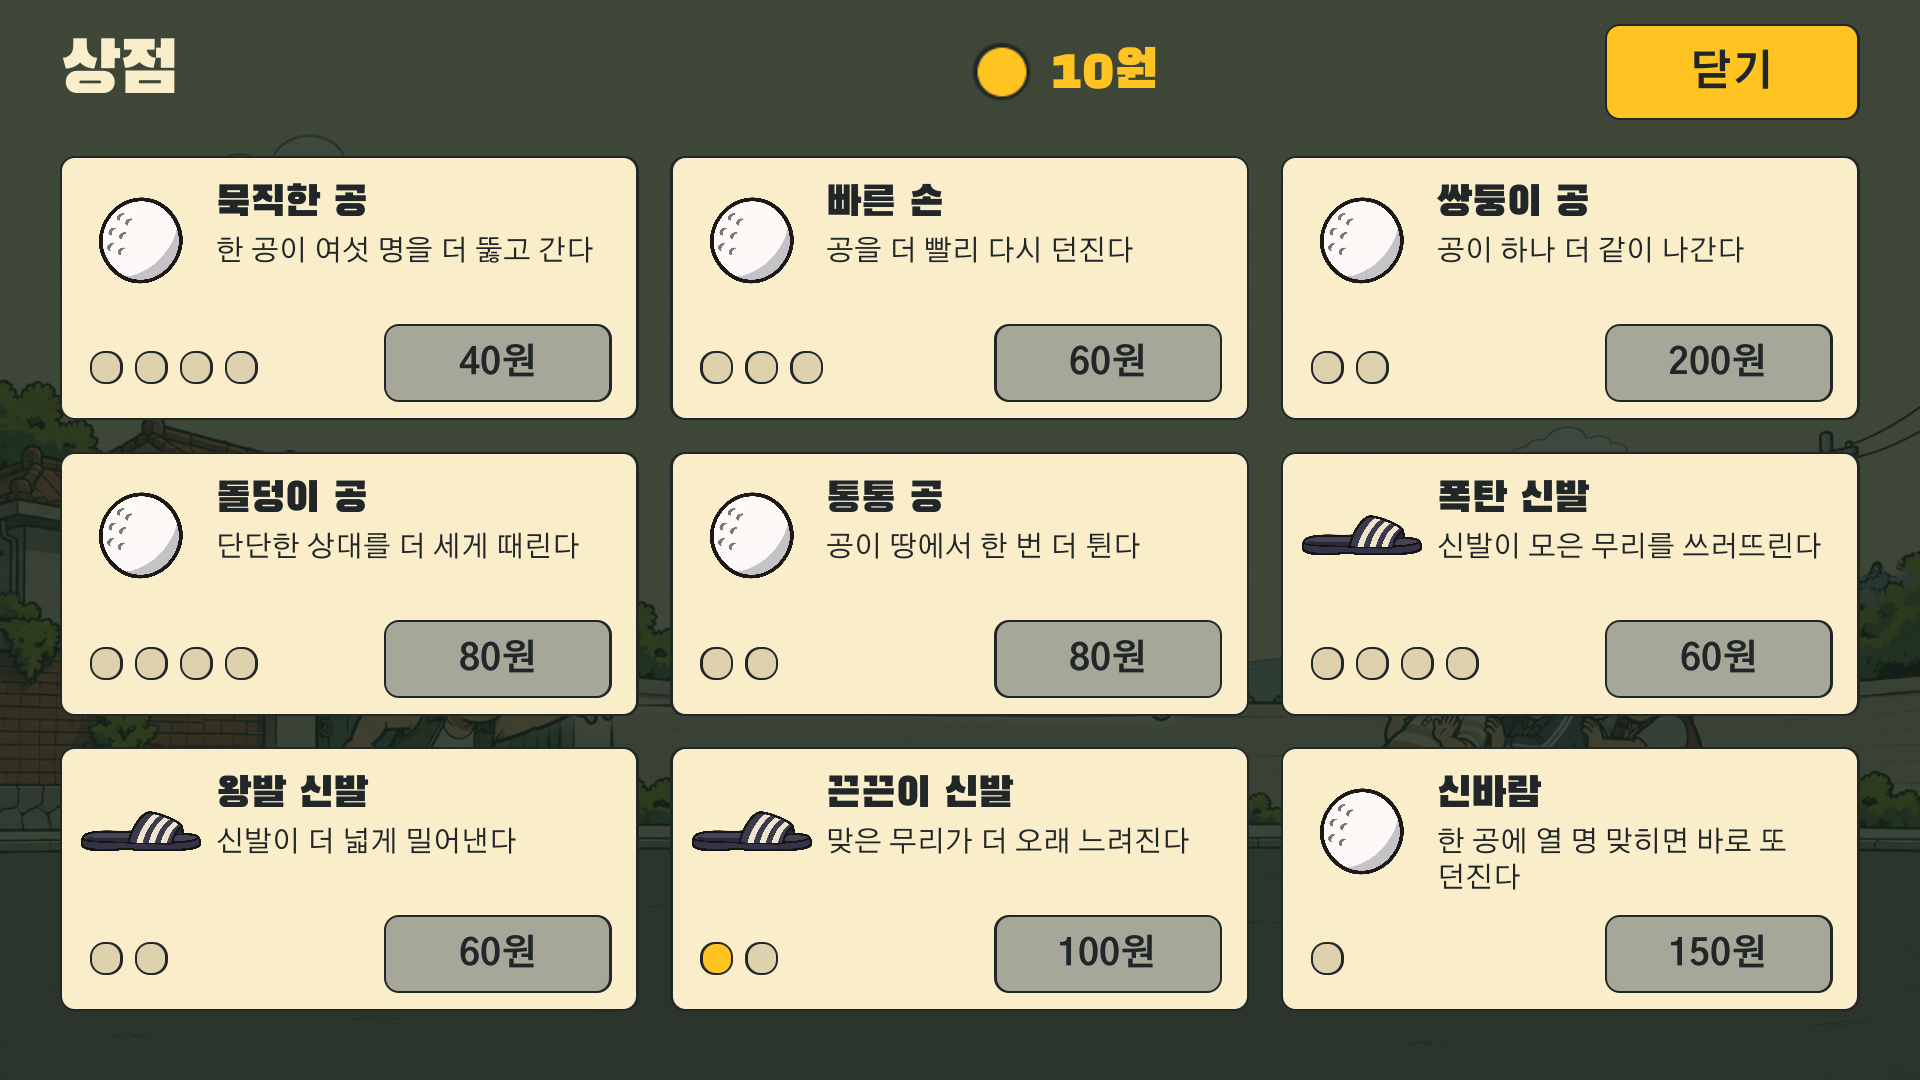 상점
10원
닫기
묵직한 공
한 공이 여섯 명을 더 뚫고 간다
40원
빠른 손
공을 더 빨리 다시 던진다
60원
쌍둥이 공
공이 하나 더 같이 나간다
200원
돌덩이 공
단단한 상대를 더 세게 때린다
80원
통통 공
공이 땅에서 한 번 더 튄다
80원
폭탄 신발
신발이 모은 무리를 쓰러뜨린다
60원
왕발 신발
신발이 더 넓게 밀어낸다
60원
끈끈이 신발
맞은 무리가 더 오래 느려진다
100원
신바람
한 공에 열 명 맞히면 바로 또
던진다
150원